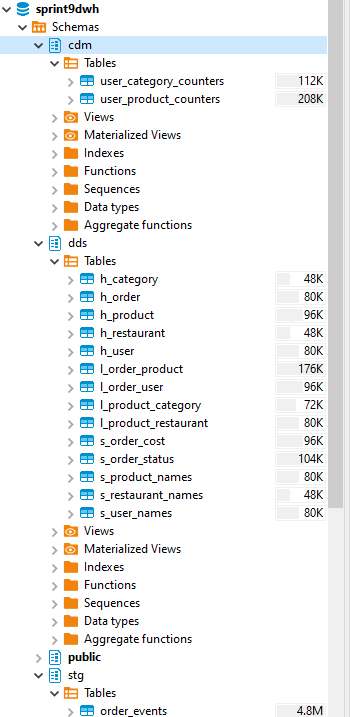 sprint9dwh
Schemas
cdm
Tables
user_category_counters 112K
user_product_counters 208K
Views
Materialized Views
Indexes
Functions
Sequences
Data types
Aggregate functions
dds
Tables
h_category 48K
h_order 80K
h_product 96K
h_restaurant 48K
h_user 80K
l_order_product 176K
l_order_user 96K
l_product_category 72K
l_product_restaurant 80K
s_order_cost 96K
s_order_status 104K
s_product_names 80K
s_restaurant_names 48K
s_user_names 80K
Views
Materialized Views
Indexes
Functions
Sequences
Data types
Aggregate functions
public
stg
Tables
order_events 4.8M